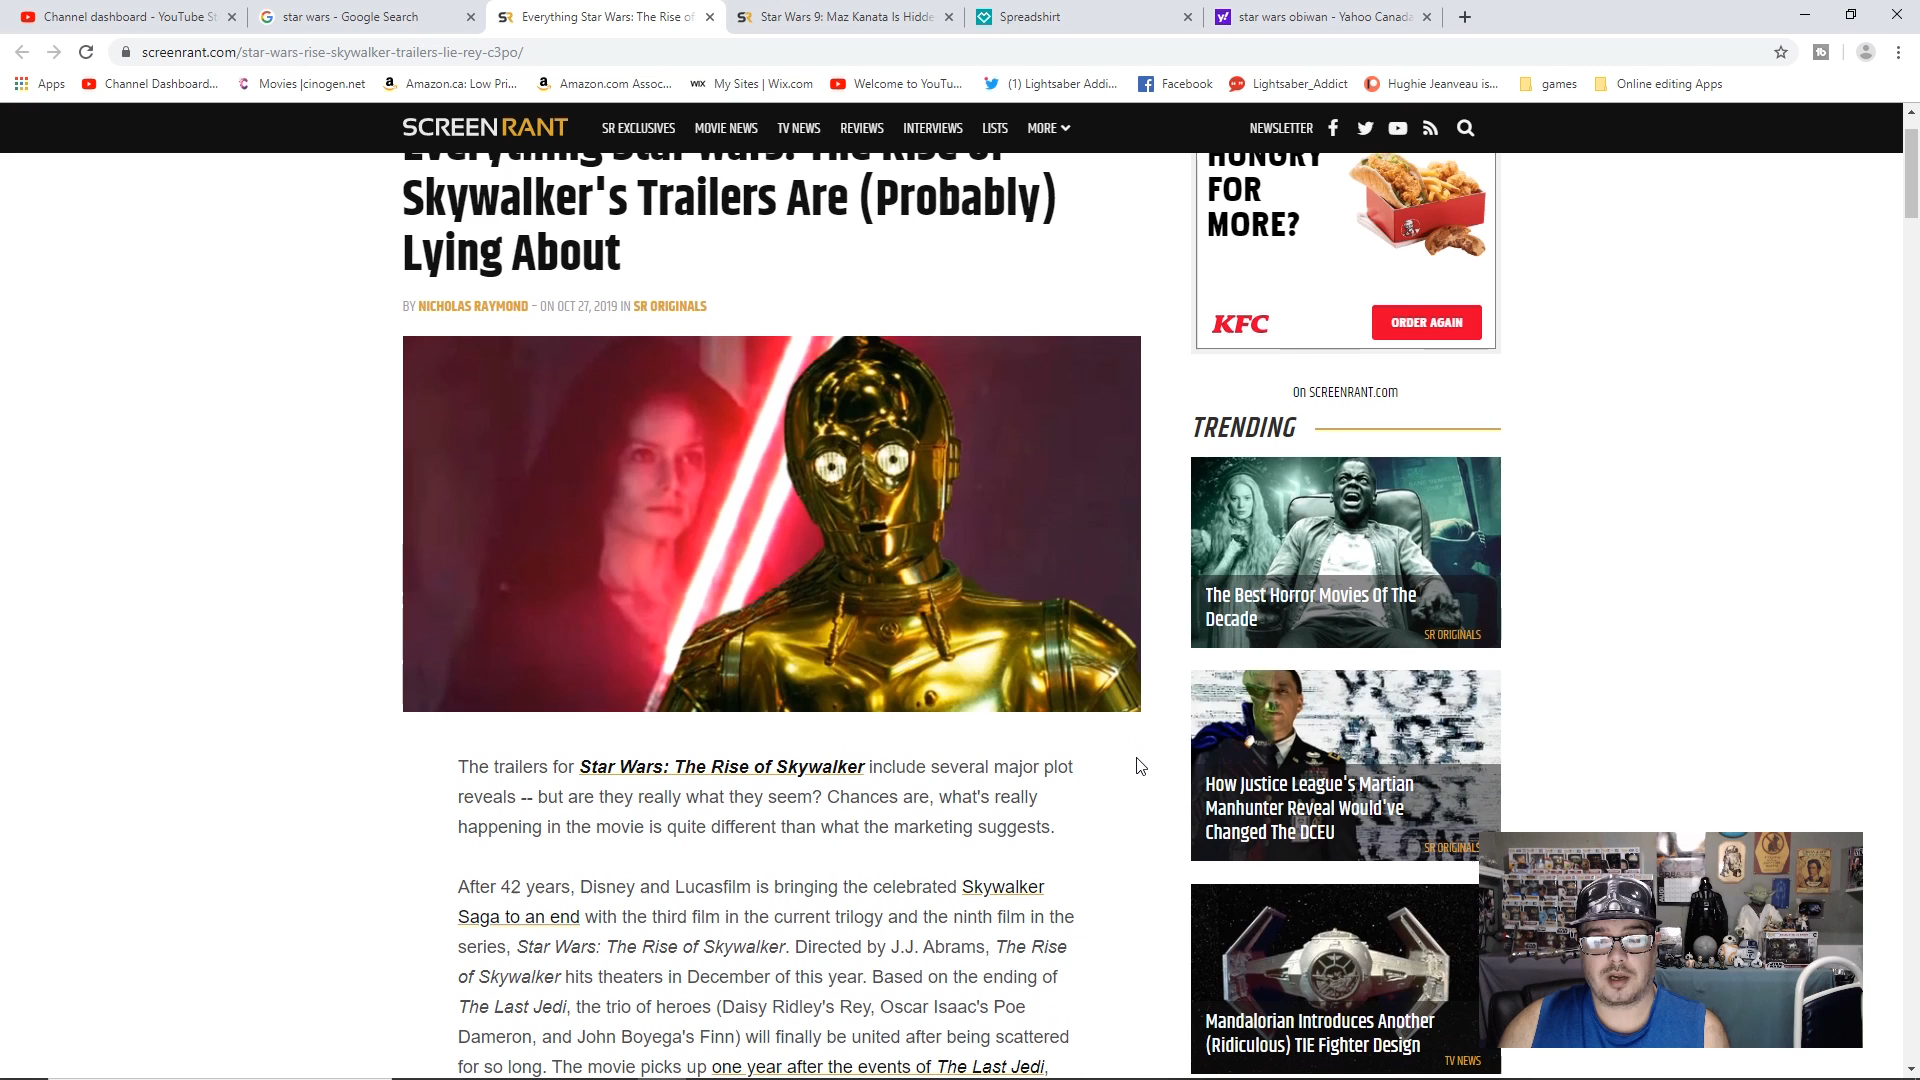 Channel dashboard - YouTube St
star wars - Google Search
Everything Star Wars: The Rise of
Star Wars 9: Maz Kanata Is Hidde
Spreadshirt
star wars obiwan - Yahoo Canada
screenrant.com/star-wars-rise-skywalker-trailers-lie-rey-c3po/
Apps
Channel Dashboard...
Movies |cinogen.net
Amazon.ca: Low Pri...
Amazon.com Assoc...
WIX My Sites | Wix.com
Welcome to YouTu...
(1) Lightsaber Addi...
Facebook
Lightsaber_Addict
Hughie Jeanveau is...
games
Online editing Apps
SCREENRANT
SR EXCLUSIVES
MOVIE NEWS
TV NEWS
REVIEWS
INTERVIEWS
LISTS
MORE
NEWSLETTER
Everything Star Wars: The Rise of
Skywalker's Trailers Are (Probably)
Lying About
BY NICHOLAS RAYMOND – ON OCT 27, 2019 IN SR ORIGINALS
The trailers for Star Wars: The Rise of Skywalker include several major plot
reveals -- but are they really what they seem? Chances are, what's really
happening in the movie is quite different than what the marketing suggests.
After 42 years, Disney and Lucasfilm is bringing the celebrated Skywalker
Saga to an end with the third film in the current trilogy and the ninth film in the
series, Star Wars: The Rise of Skywalker. Directed by J.J. Abrams, The Rise
of Skywalker hits theaters in December of this year. Based on the ending of
The Last Jedi, the trio of heroes (Daisy Ridley's Rey, Oscar Isaac's Poe
Dameron, and John Boyega's Finn) will finally be united after being scattered
for so long. The movie picks up one year after the events of The Last Jedi,
HUNGRY
FOR
MORE?
KFC
ORDER AGAIN
On SCREENRANT.com
TRENDING
The Best Horror Movies Of The
Decade
SR ORIGINALS
How Justice League's Martian
Manhunter Reveal Would've
Changed The DCEU
SR ORIGINALS
Mandalorian Introduces Another
(Ridiculous) TIE Fighter Design
TV NEWS